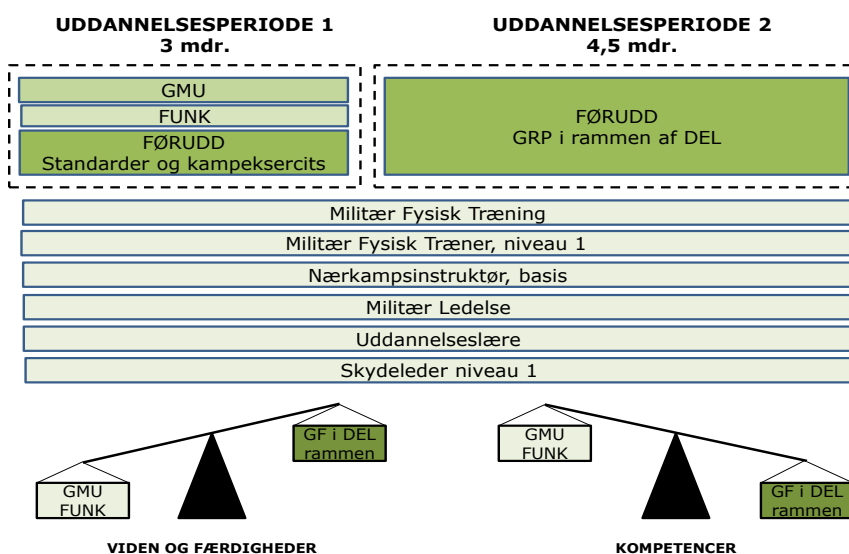 UDDANNELSESPERIODE 1
3 mdr.
UDDANNELSESPERIODE 2
4,5 mdr.
GMU
FUNK
FØRUDD
Standarder og kampeksercits
FØRUDD
GRP i rammen af DEL
Militær Fysisk Træning
Militær Fysisk Træner, niveau 1
Nærkampsinstruktør, basis
Militær Ledelse
Uddannelseslære
Skydeleder niveau 1
GF i DEL
rammen
GMU
FUNK
GMU
FUNK
GF i DEL
rammen
VIDEN OG FÆRDIGHEDER
KOMPETENCER